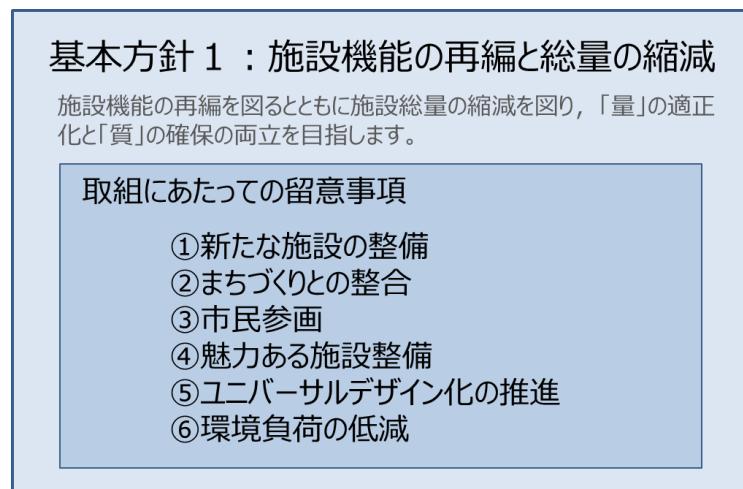 基本方針１：施設機能の再編と総量の縮減
施設機能の再編を図るとともに施設総量の縮減を図り，「量」の適正
化と「質」の確保の両立を目指します。
取組にあたっての留意事項
①新たな施設の整備
②まちづくりとの整合
③市民参画
④魅力ある施設整備
⑤ユニバーサルデザイン化の推進
⑥環境負荷の低減